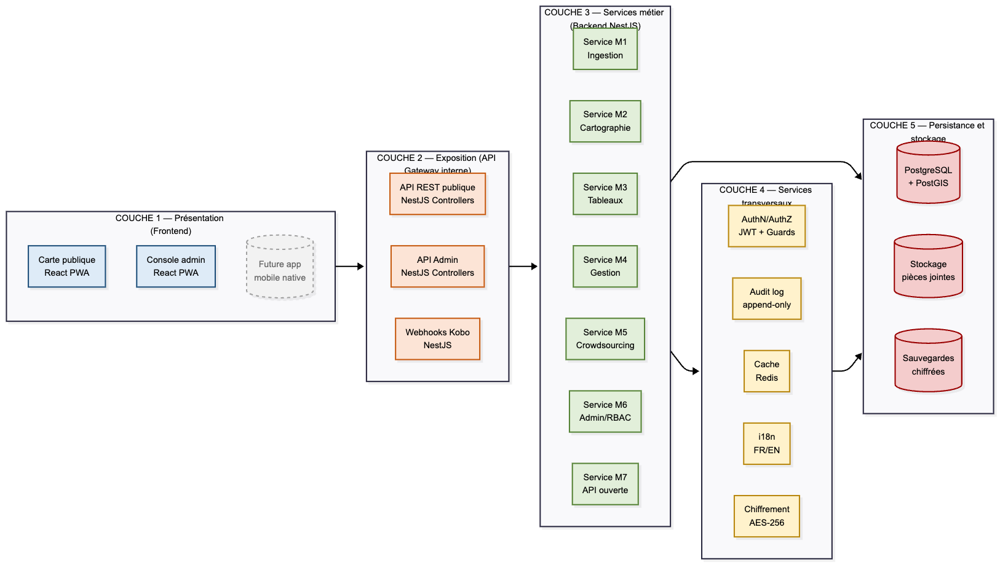 COUCHE 1 — Présentation
(Frontend)
Carte publique
React PWA
Console admin
React PWA
Future app
mobile native
COUCHE 2 — Exposition (API
Gateway interne)
API REST publique
NestJS Controllers
API Admin
NestJS Controllers
Webhooks Kobo
NestJS
COUCHE 3 — Services métier
(Backend NestJS)
Service M1
Ingestion
Service M2
Cartographie
Service M3
Tableaux
Service M4
Gestion
Service M5
Crowdsourcing
Service M6
Admin/RBAC
Service M7
API ouverte
COUCHE 4 — Services
transversaux
AuthN/AuthZ
JWT + Guards
Audit log
append-only
Cache
Redis
i18n
FR/EN
Chiffrement
AES-256
COUCHE 5 — Persistance et
stockage
PostgreSQL
+ PostGIS
Stockage
pièces jointes
Sauvegardes
chiffrées